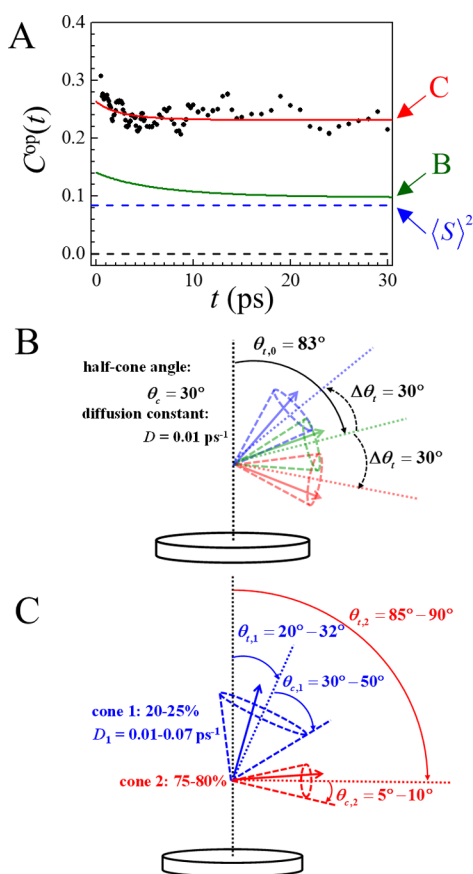 A
C^op(t)
0.4
0.3
0.2
0.1
0.0
0
10
20
30
t (ps)
C
B
⟨S⟩²
B
half-cone angle:
θ_c = 30°
diffusion constant:
D = 0.01 ps⁻¹
θ_t,0 = 83°
Δθ_t = 30°
Δθ_t = 30°
C
θ_t,2 = 85°−90°
θ_t,1 = 20°−32°
θ_c,1 = 30°−50°
cone 1: 20-25%
D₁ = 0.01-0.07 ps⁻¹
cone 2: 75-80%
θ_c,2 = 5°−10°